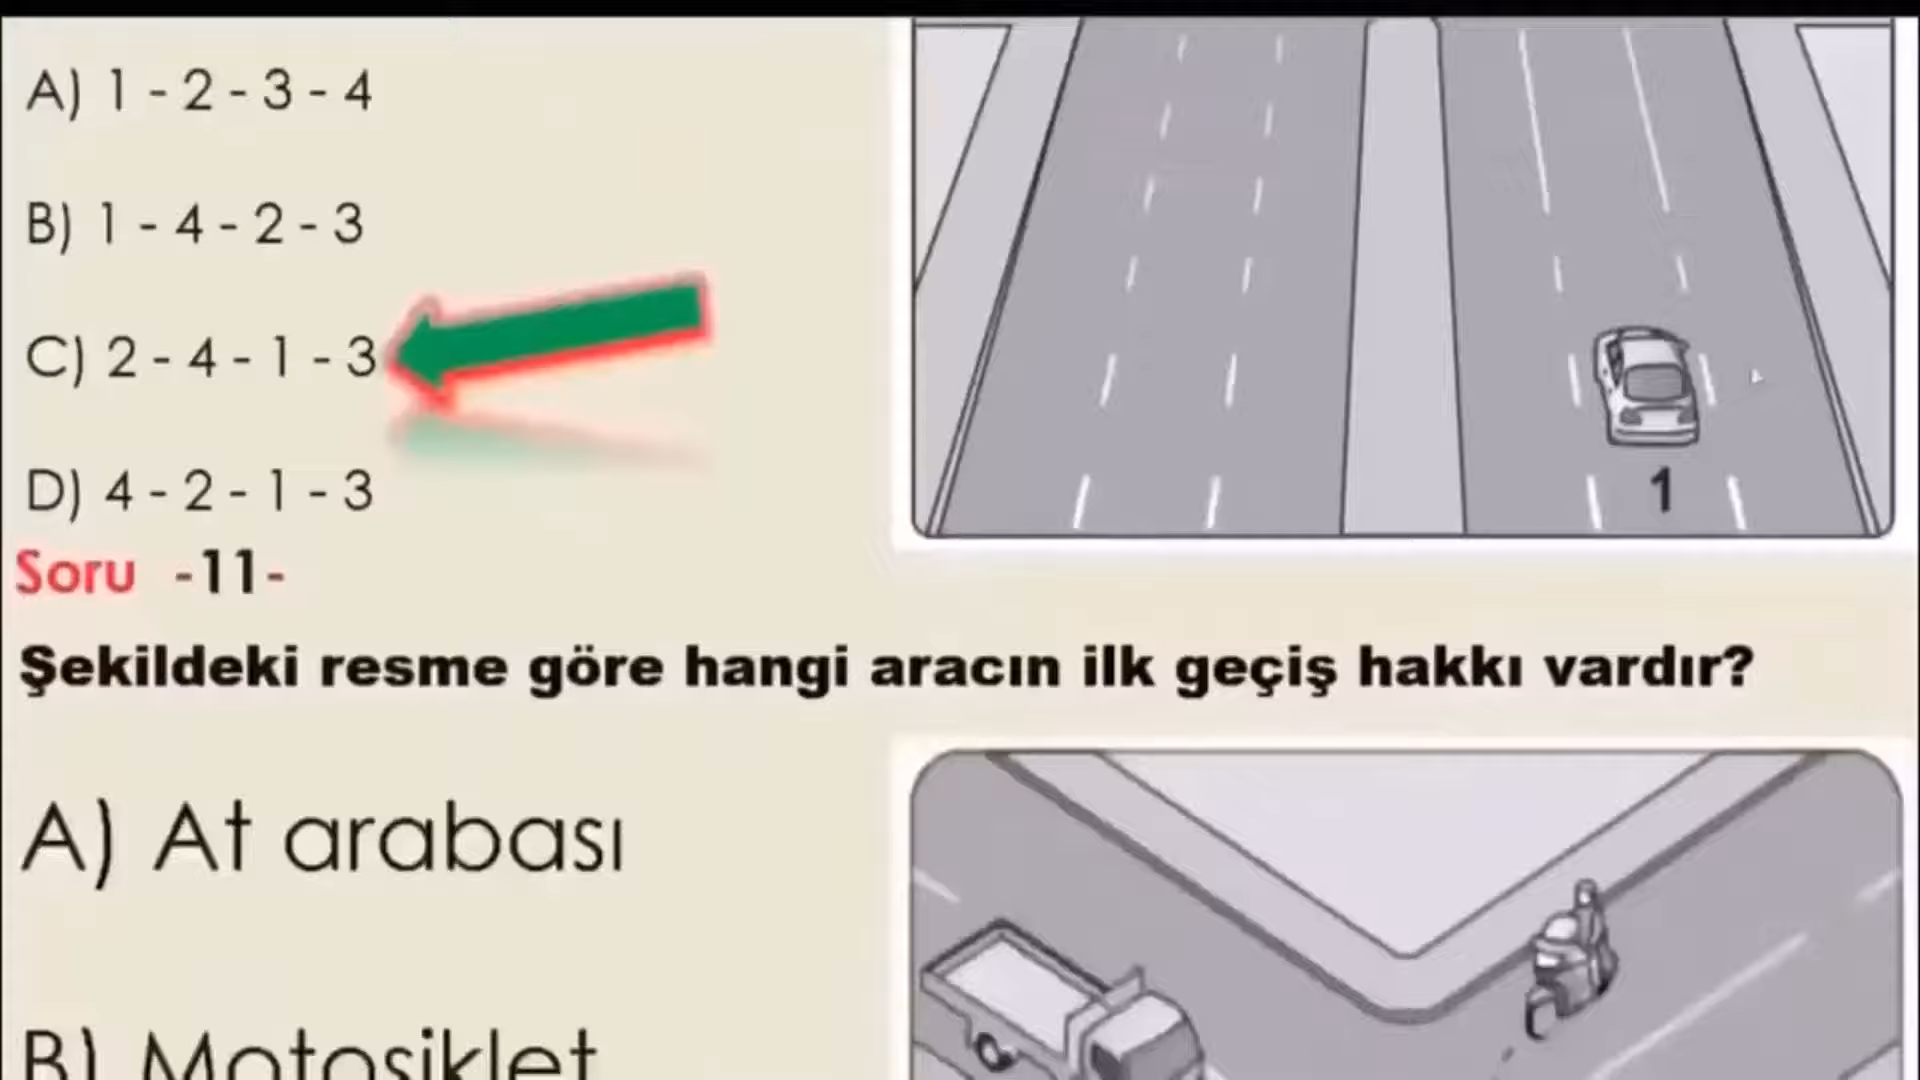 A) 1 - 2 - 3 - 4
B) 1 - 4 - 2 - 3
C) 2 - 4 - 1 - 3
D) 4 - 2 - 1 - 3
1
Soru -11-
Şekildeki resme göre hangi aracın ilk geçiş hakkı vardır?
A) At arabası
B) Motosiklet